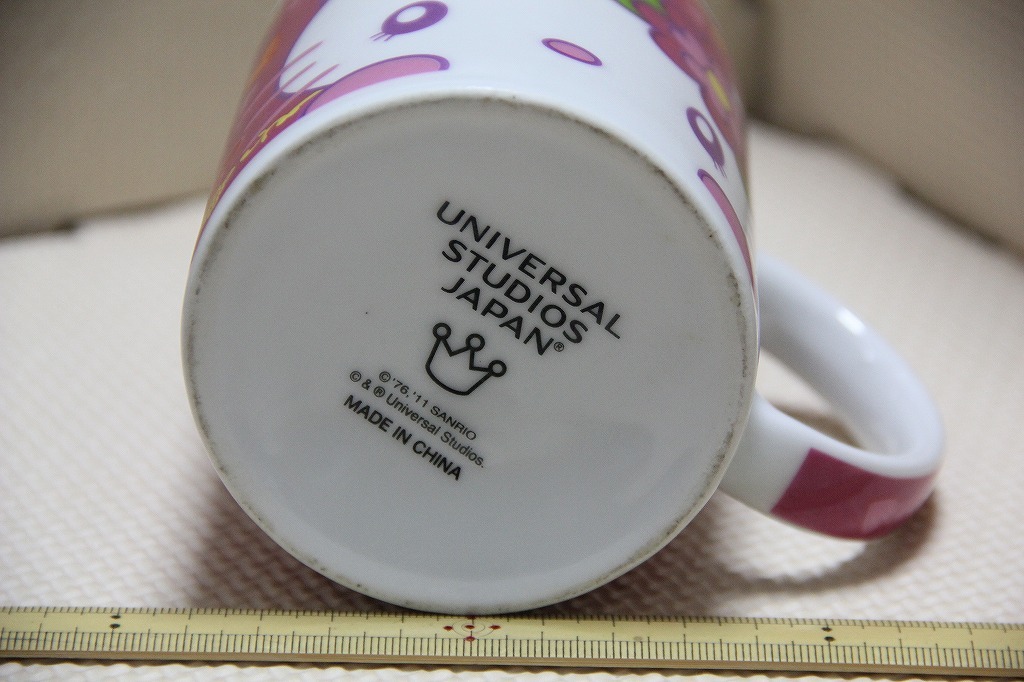 UNIVERSAL
STUDIOS
JAPAN®
© '76, '11 SANRIO
© & ® Universal Studios.
MADE IN CHINA